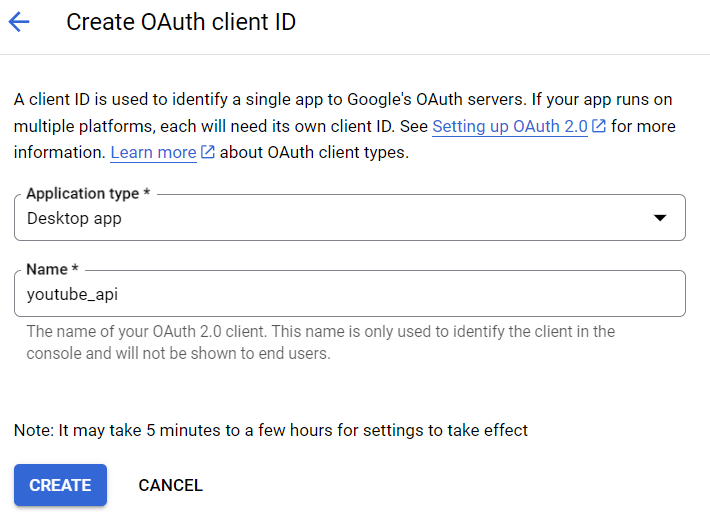 Create OAuth client ID
A client ID is used to identify a single app to Google's OAuth servers. If your app runs on
multiple platforms, each will need its own client ID. See Setting up OAuth 2.0 for more
information. Learn more about OAuth client types.
Application type *
Desktop app
Name *
youtube_api
The name of your OAuth 2.0 client. This name is only used to identify the client in the
console and will not be shown to end users.
Note: It may take 5 minutes to a few hours for settings to take effect
CREATE CANCEL